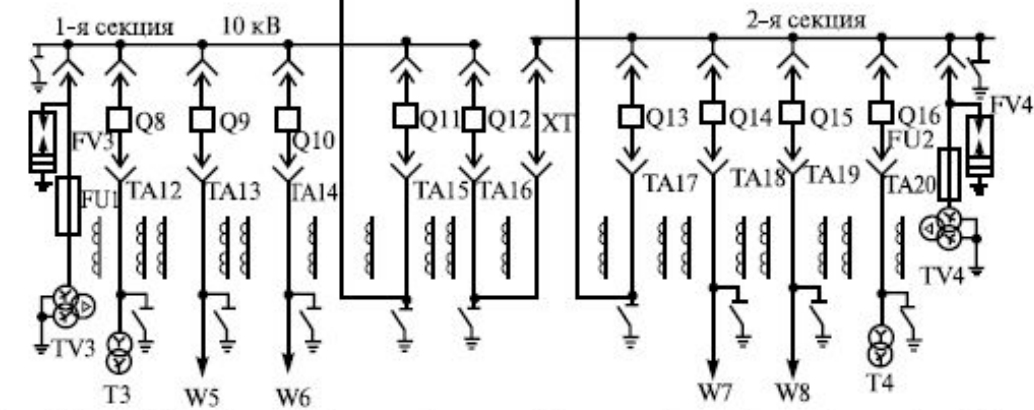 1-я секция 10 кВ 2-я секция
Q8 Q9 Q10 Q11 Q12 XT Q13 Q14 Q15 Q16
FV3 FU2 FV4
FU1 TA12 TA13 TA14 TA15 TA16 TA17 TA18 TA19 TA20
TV3 TV4
T3 W5 W6 W7 W8 T4